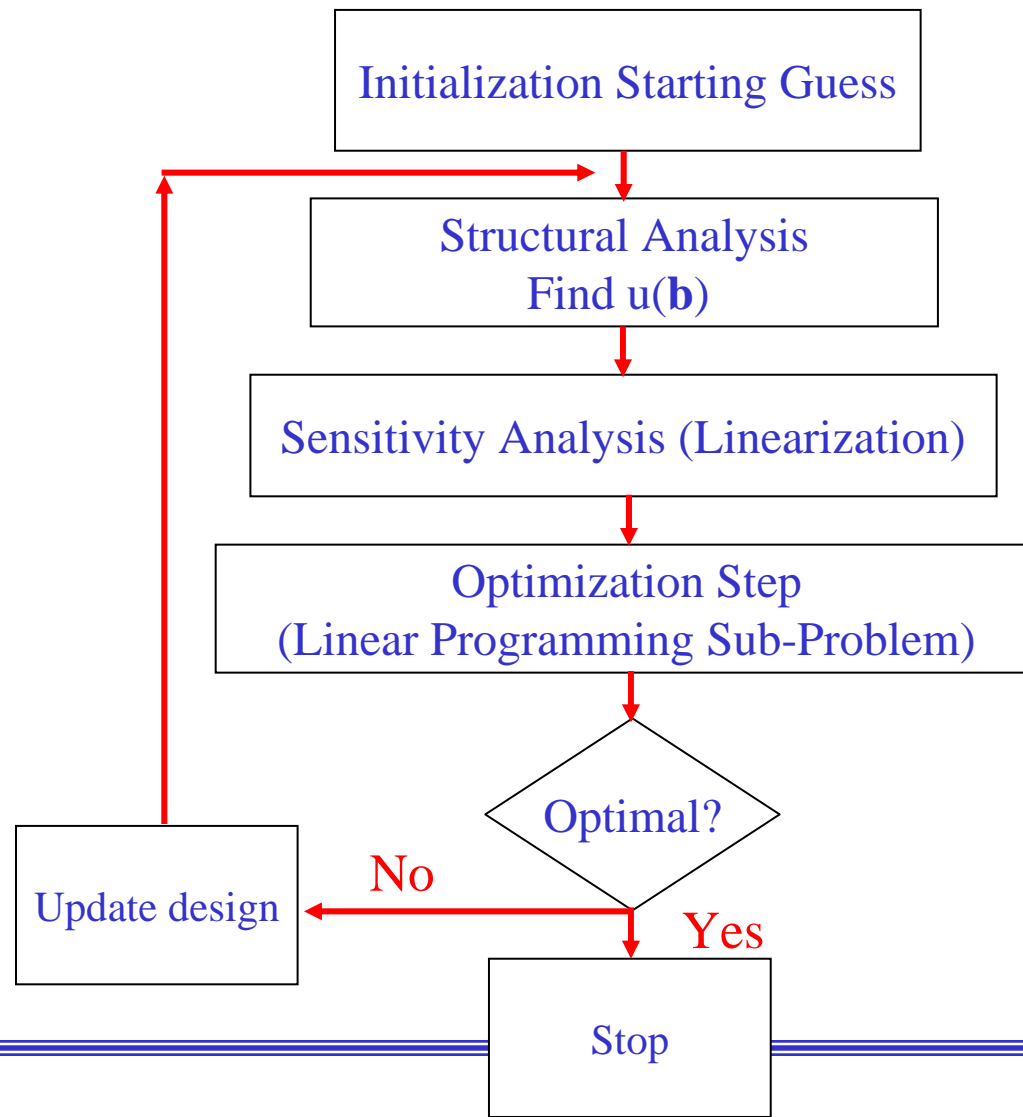 Initialization Starting Guess
Structural Analysis
Find u(b)
Sensitivity Analysis (Linearization)
Optimization Step
(Linear Programming Sub-Problem)
Optimal?
No
Update design
Yes
Stop